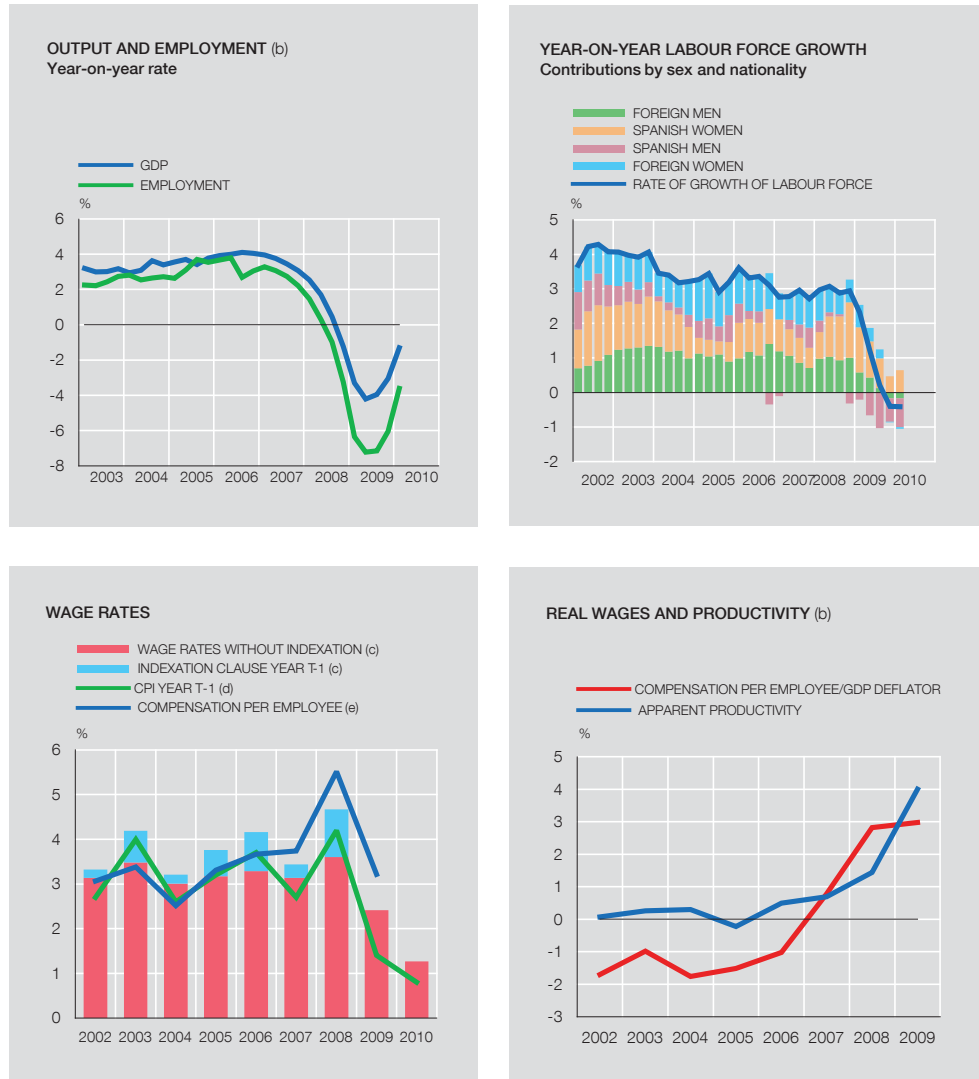 OUTPUT AND EMPLOYMENT (b)
Year-on-year rate
GDP
EMPLOYMENT
%
6
4
2
0
-2
-4
-6
-8
2003 2004 2005 2006 2007 2008 2009 2010
YEAR-ON-YEAR LABOUR FORCE GROWTH
Contributions by sex and nationality
FOREIGN MEN
SPANISH WOMEN
SPANISH MEN
FOREIGN WOMEN
RATE OF GROWTH OF LABOUR FORCE
%
5
4
3
2
1
0
-1
-2
2002 2003 2004 2005 2006 2007 2008 2009 2010
WAGE RATES
WAGE RATES WITHOUT INDEXATION (c)
INDEXATION CLAUSE YEAR T-1 (c)
CPI YEAR T-1 (d)
COMPENSATION PER EMPLOYEE (e)
%
6
5
4
3
2
1
0
2002 2003 2004 2005 2006 2007 2008 2009 2010
REAL WAGES AND PRODUCTIVITY (b)
COMPENSATION PER EMPLOYEE/GDP DEFLATOR
APPARENT PRODUCTIVITY
%
5
4
3
2
1
0
-1
-2
-3
2002 2003 2004 2005 2006 2007 2008 2009